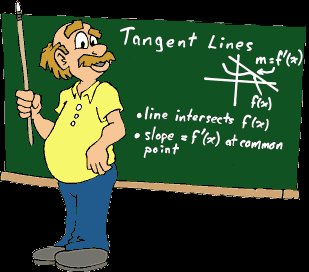 Tangent Lines
m=f'(x)
f(x)
• line intersects f(x)
• slope = f'(x) at common
point